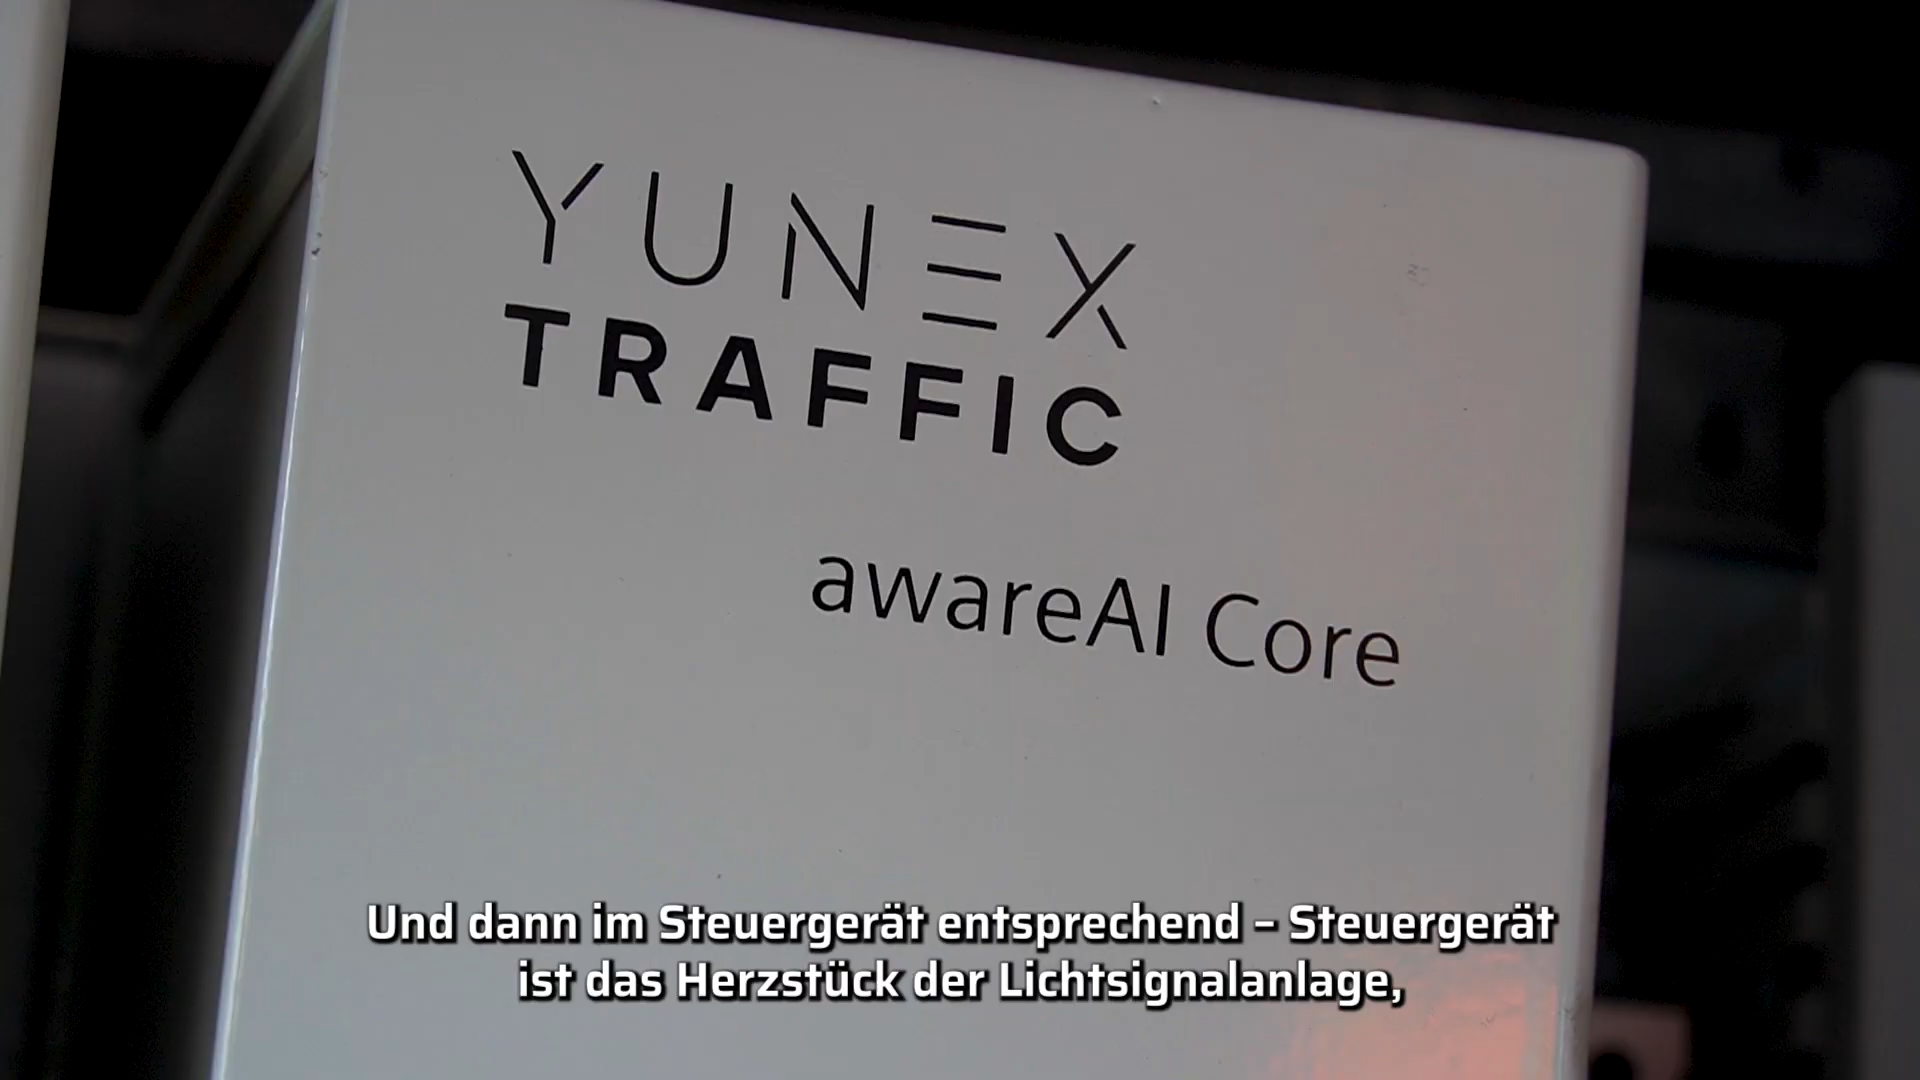 YUNEX
TRAFFIC
awareAI Core
Und dann im Steuergerät entsprechend – Steuergerät
ist das Herzstück der Lichtsignalanlage,